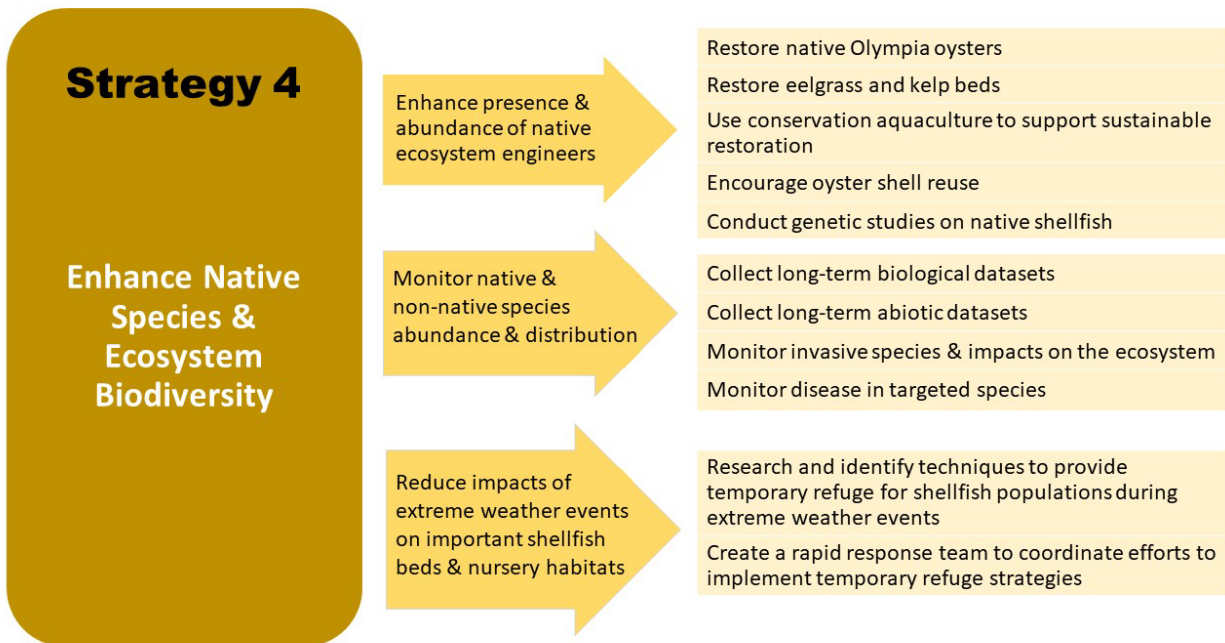 Strategy 4
Enhance Native
Species &
Ecosystem
Biodiversity
Enhance presence &
abundance of native
ecosystem engineers
Restore native Olympia oysters
Restore eelgrass and kelp beds
Use conservation aquaculture to support sustainable
restoration
Encourage oyster shell reuse
Conduct genetic studies on native shellfish
Monitor native &
non-native species
abundance & distribution
Collect long-term biological datasets
Collect long-term abiotic datasets
Monitor invasive species & impacts on the ecosystem
Monitor disease in targeted species
Reduce impacts of
extreme weather events
on important shellfish
beds & nursery habitats
Research and identify techniques to provide
temporary refuge for shellfish populations during
extreme weather events
Create a rapid response team to coordinate efforts to
implement temporary refuge strategies